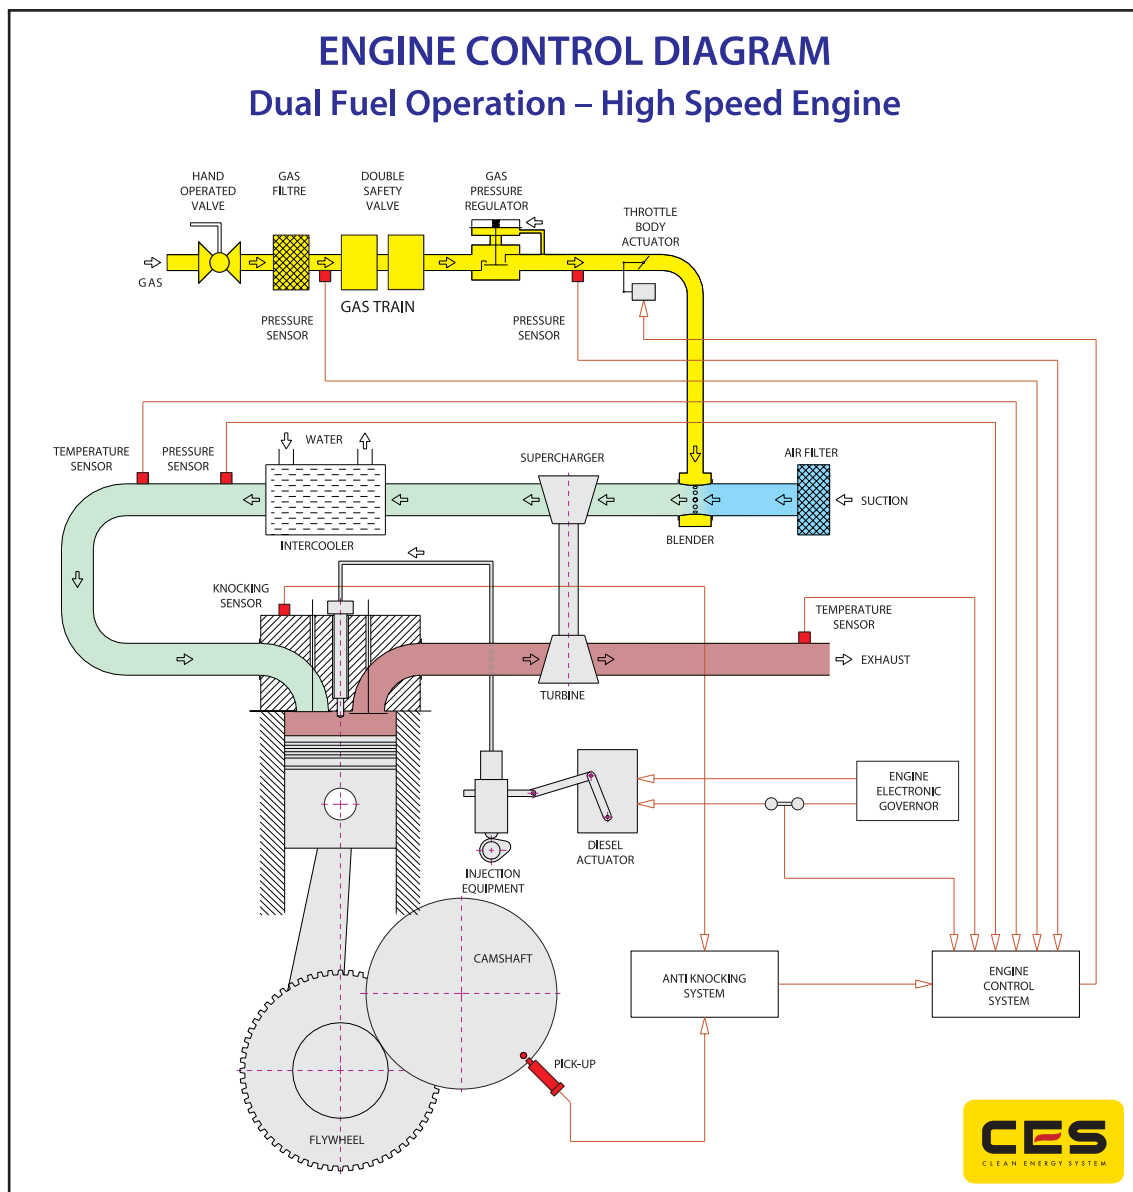 ENGINE CONTROL DIAGRAM
Dual Fuel Operation – High Speed Engine
HAND
OPERATED
VALVE
GAS
FILTRE
DOUBLE
SAFETY
VALVE
GAS
PRESSURE
REGULATOR
THROTTLE
BODY
ACTUATOR
GAS
GAS TRAIN
PRESSURE
SENSOR
PRESSURE
SENSOR
TEMPERATURE
SENSOR
PRESSURE
SENSOR
WATER
SUPERCHARGER
AIR FILTER
SUCTION
INTERCOOLER
BLENDER
KNOCKING
SENSOR
TEMPERATURE
SENSOR
EXHAUST
TURBINE
ENGINE
ELECTRONIC
GOVERNOR
DIESEL
ACTUATOR
INJECTION
EQUIPMENT
CAMSHAFT
ANTI KNOCKING
SYSTEM
ENGINE
CONTROL
SYSTEM
PICK-UP
FLYWHEEL
CES
CLEAN ENERGY SYSTEM